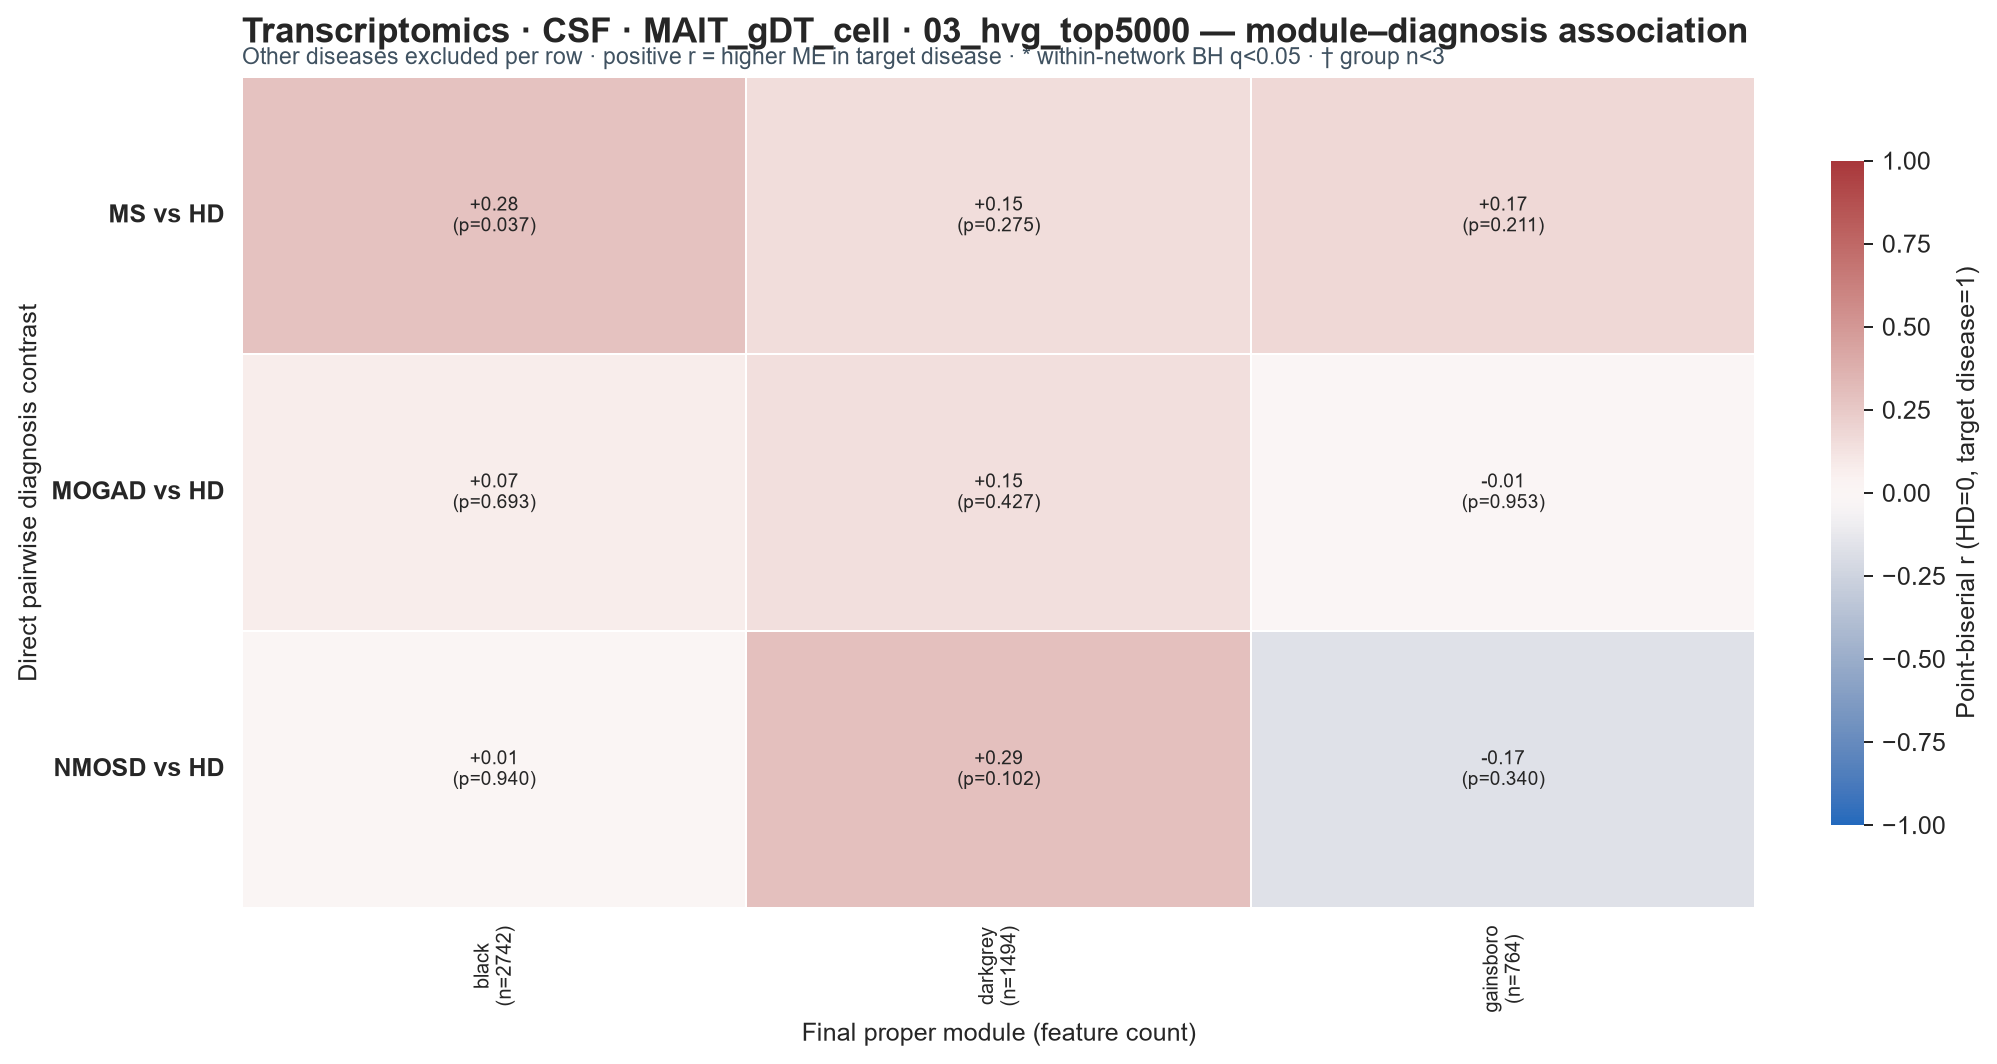 Transcriptomics · CSF · MAIT_gDT_cell · 03_hvg_top5000 — module–diagnosis association
Other diseases excluded per row · positive r = higher ME in target disease · * within-network BH q<0.05 · † group n<3
Direct pairwise diagnosis contrast
MS vs HD
+0.28
(p=0.037)
+0.15
(p=0.275)
+0.17
(p=0.211)
MOGAD vs HD
+0.07
(p=0.693)
+0.15
(p=0.427)
-0.01
(p=0.953)
NMOSD vs HD
+0.01
(p=0.940)
+0.29
(p=0.102)
-0.17
(p=0.340)
black
(n=2742)
darkgrey
(n=1494)
gainsboro
(n=764)
Final proper module (feature count)
1.00
0.75
0.50
0.25
0.00
−0.25
−0.50
−0.75
−1.00
Point-biserial r (HD=0, target disease=1)